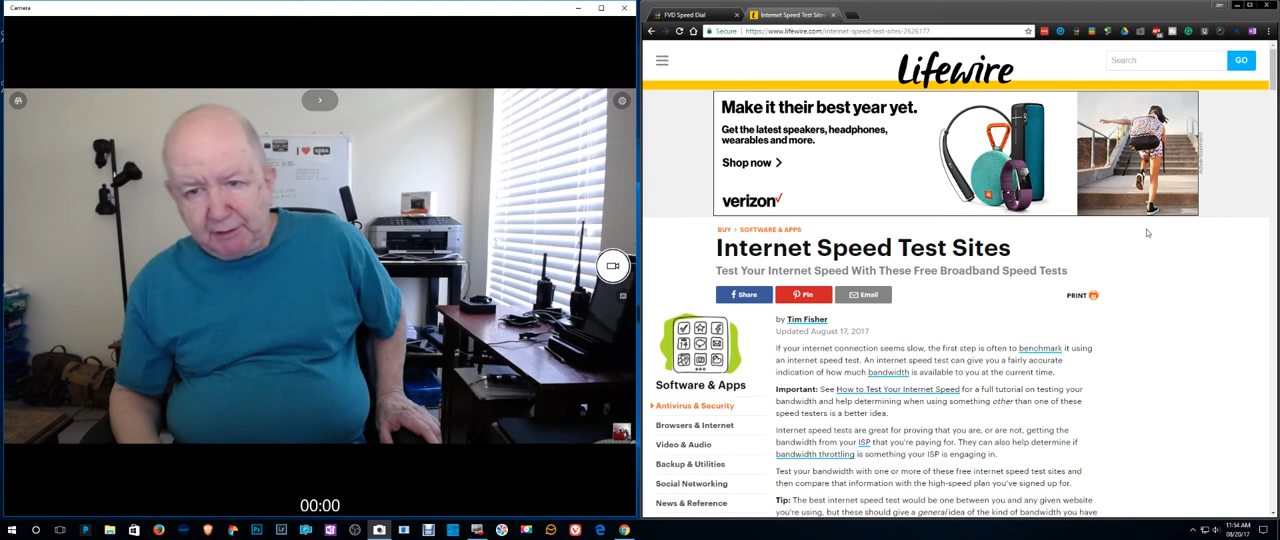 Camera
00:00
I ♥
FVD Speed Dial
Internet Speed Test Sites
Jan
Secure
https://www.lifewire.com/internet-speed-test-sites-2626177
Lifewire
Search
GO
Make it their best year yet.
Get the latest speakers, headphones,
wearables and more.
Shop now >
verizon✓
JBL
BUY › SOFTWARE & APPS
Internet Speed Test Sites
Test Your Internet Speed With These Free Broadband Speed Tests
Share
Pin
Email
PRINT
by Tim Fisher
Updated August 17, 2017
If your internet connection seems slow, the first step is often to benchmark it using
an internet speed test. An internet speed test can give you a fairly accurate
indication of how much bandwidth is available to you at the current time.
Important: See How to Test Your Internet Speed for a full tutorial on testing your
bandwidth and help determining when using something other than one of these
speed testers is a better idea.
Internet speed tests are great for proving that you are, or are not, getting the
bandwidth from your ISP that you're paying for. They can also help determine if
bandwidth throttling is something your ISP is engaging in.
Test your bandwidth with one or more of these free internet speed test sites and
then compare that information with the high-speed plan you've signed up for.
Tip: The best internet speed test would be one between you and any given website
you're using, but these should give a general idea of the kind of bandwidth you have
Software & Apps
Antivirus & Security
Browsers & Internet
Video & Audio
Backup & Utilities
Social Networking
News & Reference
11:54 AM
08/20/17